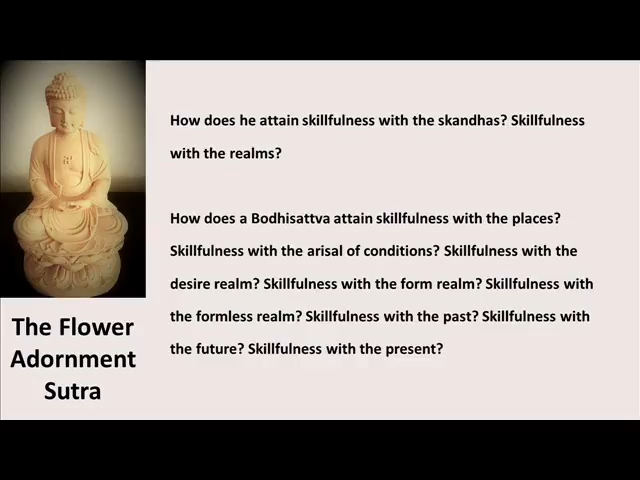 How does he attain skillfulness with the skandhas? Skillfulness
with the realms?
How does a Bodhisattva attain skillfulness with the places?
Skillfulness with the arisal of conditions? Skillfulness with the
desire realm? Skillfulness with the form realm? Skillfulness with
the formless realm? Skillfulness with the past? Skillfulness with
the future? Skillfulness with the present?
The Flower
Adornment
Sutra